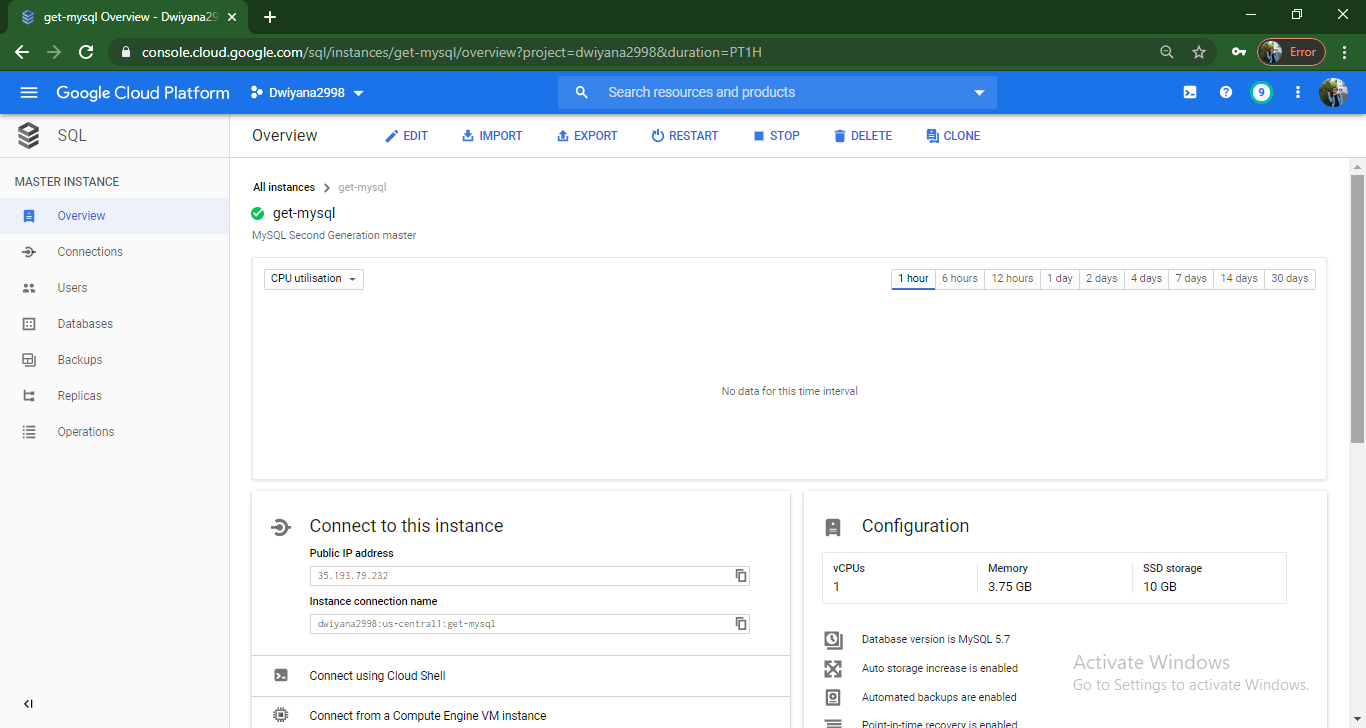 get-mysql Overview - Dwiyana29
console.cloud.google.com/sql/instances/get-mysql/overview?project=dwiyana2998&duration=PT1H
Error
Google Cloud Platform
Dwiyana2998
Search resources and products
9
SQL
Overview
EDIT
IMPORT
EXPORT
RESTART
STOP
DELETE
CLONE
MASTER INSTANCE
Overview
Connections
Users
Databases
Backups
Replicas
Operations
All instances
get-mysql
get-mysql
MySQL Second Generation master
CPU utilisation
1 hour
6 hours
12 hours
1 day
2 days
4 days
7 days
14 days
30 days
No data for this time interval
Connect to this instance
Public IP address
35.193.79.232
Instance connection name
dwiyana2998:us-central1:get-mysql
Connect using Cloud Shell
Connect from a Compute Engine VM instance
Configuration
vCPUs
1
Memory
3.75 GB
SSD storage
10 GB
Database version is MySQL 5.7
Auto storage increase is enabled
Automated backups are enabled
Point-in-time recovery is enabled
Activate Windows
Go to Settings to activate Windows.